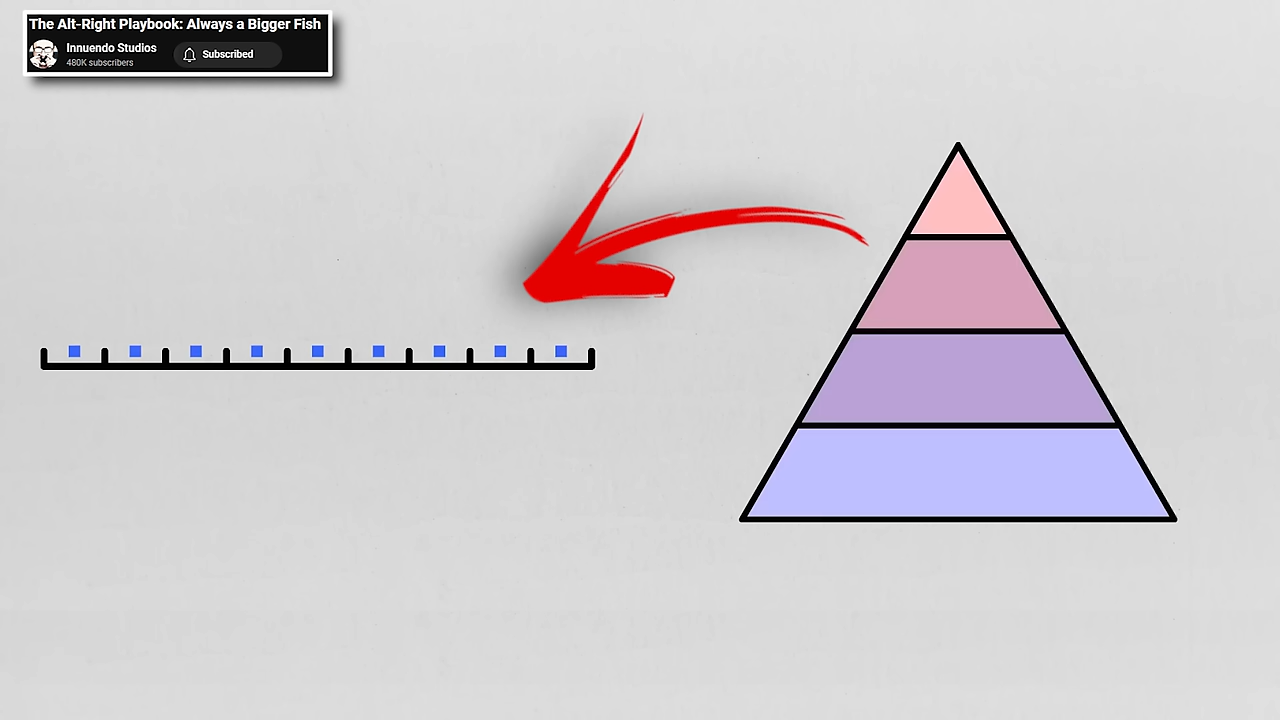 The Alt-Right Playbook: Always a Bigger Fish
Innuendo Studios
480K subscribers
Subscribed